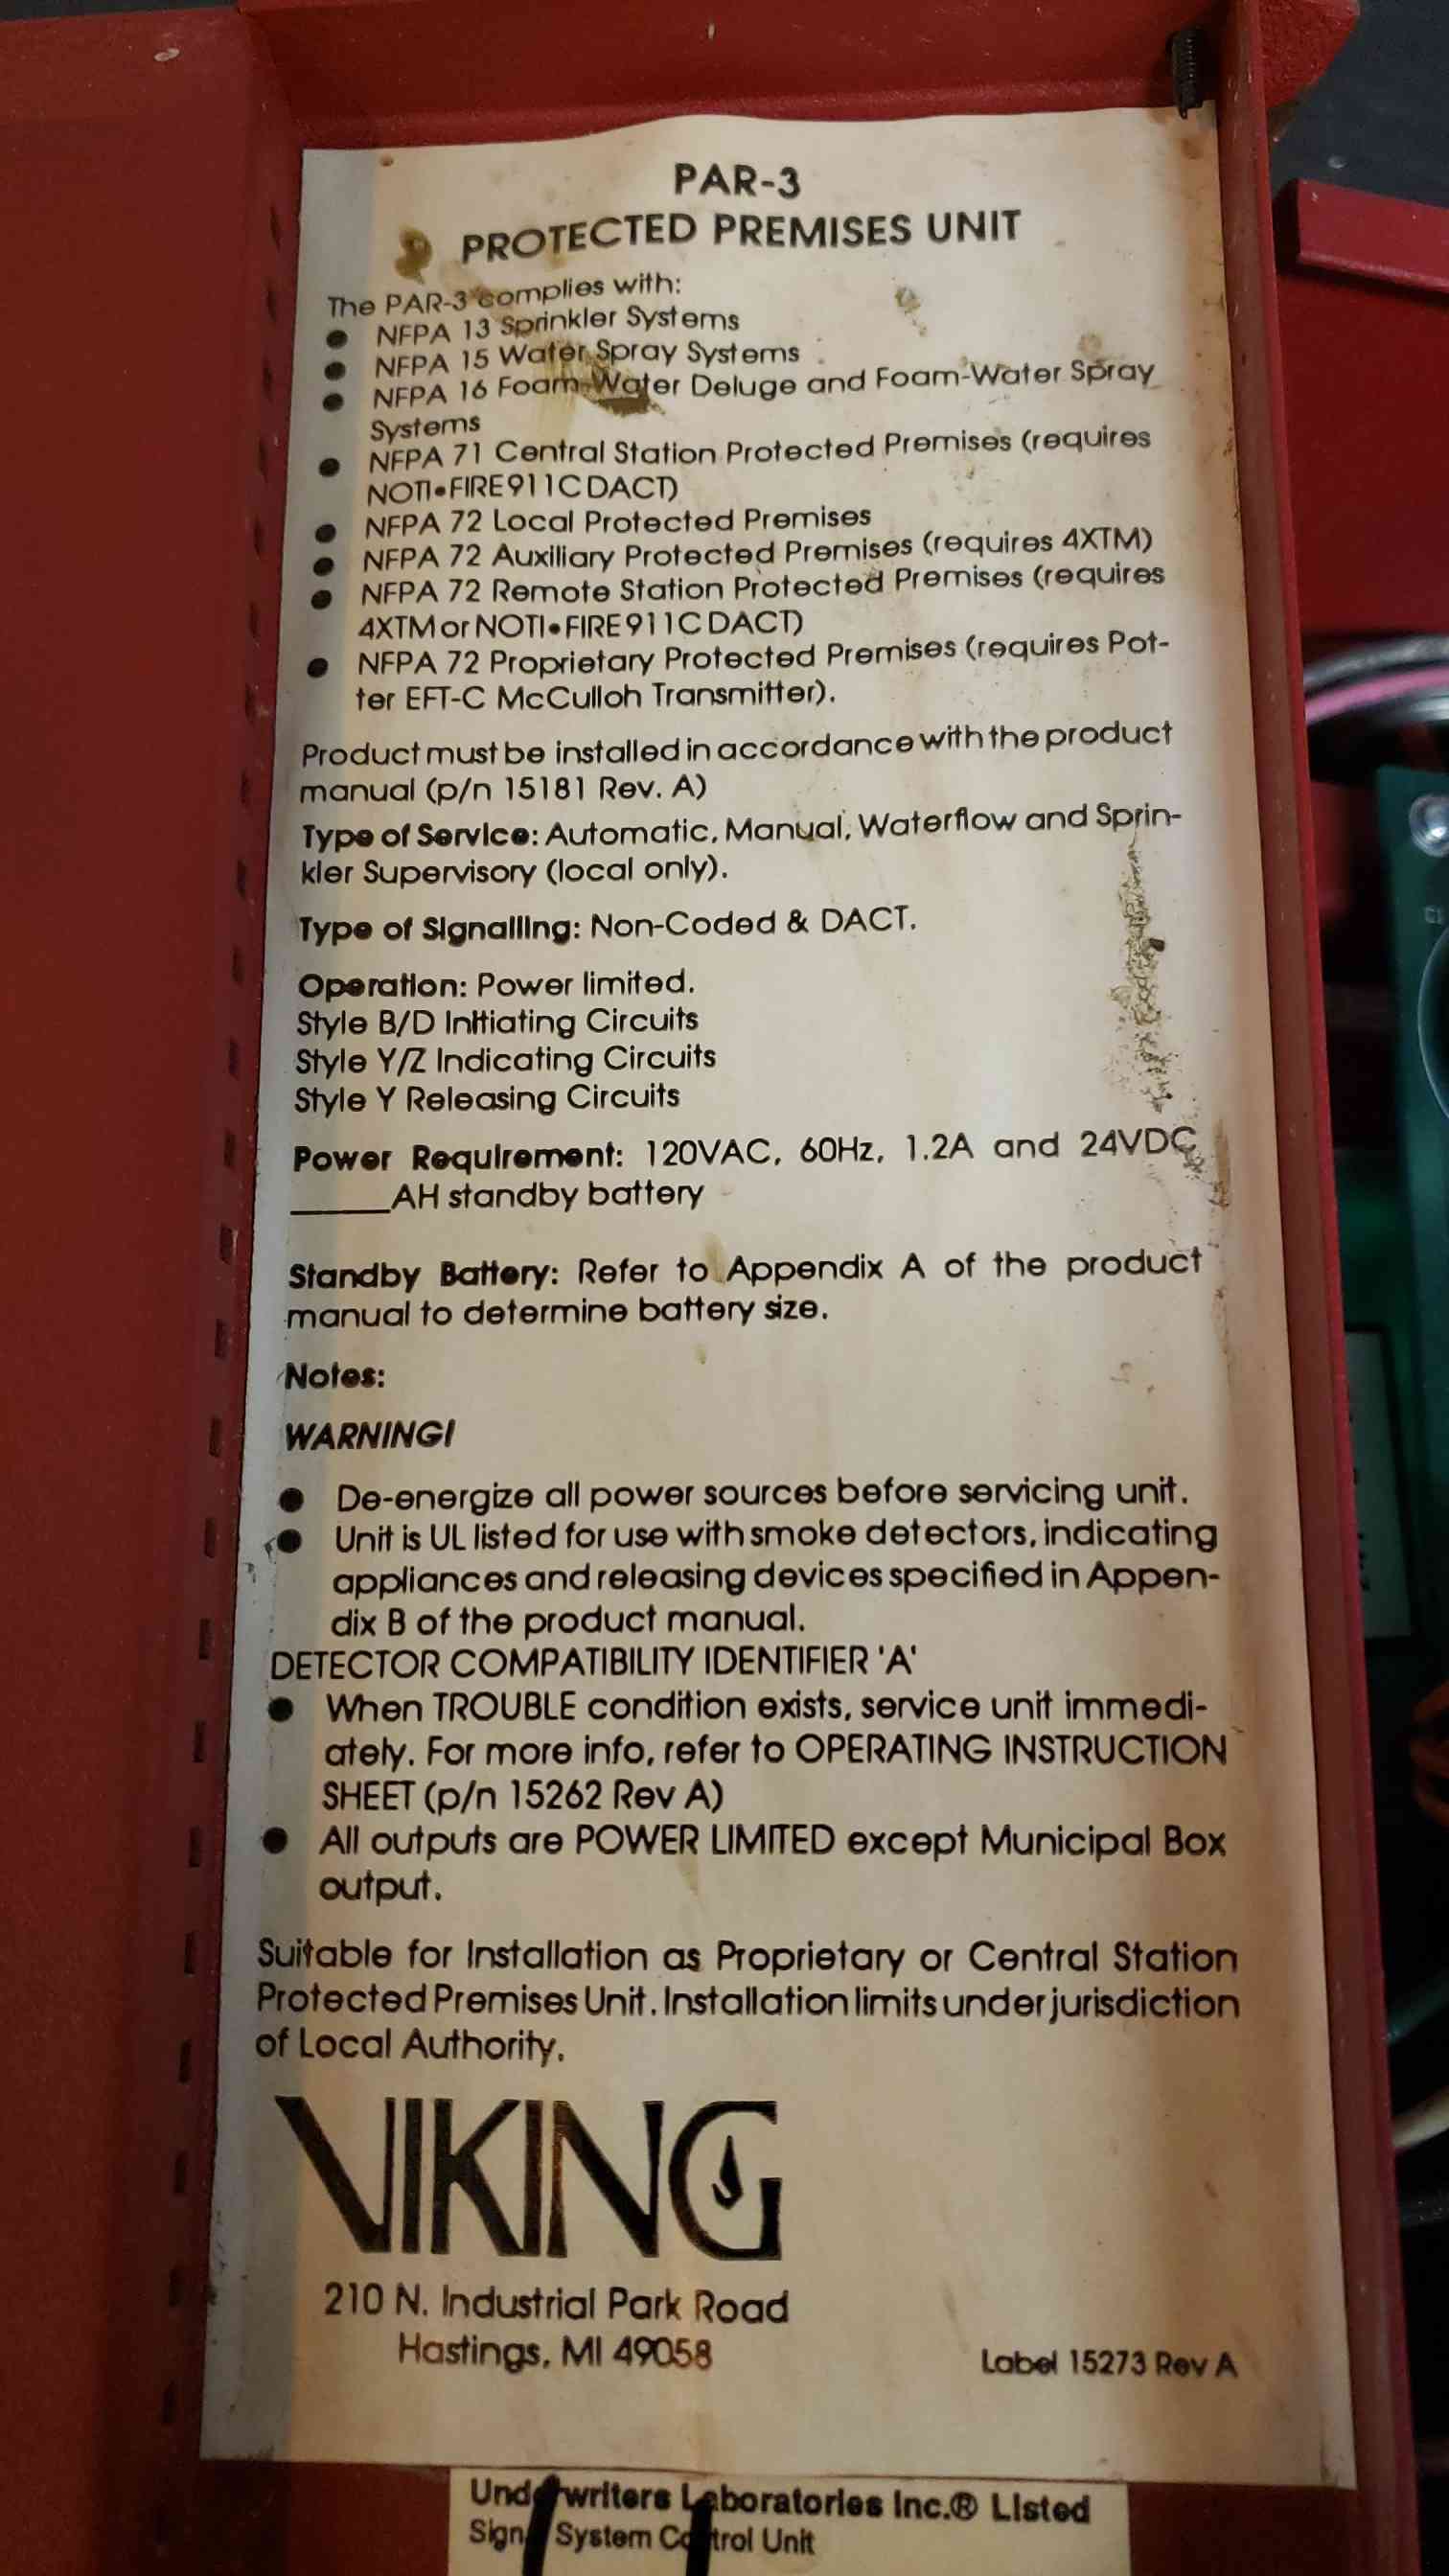 PAR-3
PROTECTED PREMISES UNIT
The PAR-3 complies with:
● NFPA 13 Sprinkler Systems
● NFPA 15 Water Spray Systems
● NFPA 16 Foam-Water Deluge and Foam-Water Spray
Systems
● NFPA 71 Central Station Protected Premises (requires
NOTI•FIRE 911C DACT)
● NFPA 72 Local Protected Premises
● NFPA 72 Auxiliary Protected Premises (requires 4XTM)
● NFPA 72 Remote Station Protected Premises (requires
4XTM or NOTI•FIRE 911C DACT)
● NFPA 72 Proprietary Protected Premises (requires Pot-
ter EFT-C McCulloh Transmitter).
Product must be installed in accordance with the product
manual (p/n 15181 Rev. A)
Type of Service: Automatic, Manual, Waterflow and Sprin-
kler Supervisory (local only).
Type of Signalling: Non-Coded & DACT.
Operation: Power limited.
Style B/D Initiating Circuits
Style Y/Z Indicating Circuits
Style Y Releasing Circuits
Power Requirement: 120VAC, 60Hz, 1.2A and 24VDC,
_____AH standby battery
Standby Battery: Refer to Appendix A of the product
manual to determine battery size.
Notes:
WARNING!
● De-energize all power sources before servicing unit.
● Unit is UL listed for use with smoke detectors, indicating
appliances and releasing devices specified in Appen-
dix B of the product manual.
DETECTOR COMPATIBILITY IDENTIFIER 'A'
● When TROUBLE condition exists, service unit immedi-
ately. For more info, refer to OPERATING INSTRUCTION
SHEET (p/n 15262 Rev A)
● All outputs are POWER LIMITED except Municipal Box
output.
Suitable for Installation as Proprietary or Central Station
Protected Premises Unit. Installation limits under jurisdiction
of Local Authority.
VIKING
210 N. Industrial Park Road
Hastings, MI 49058
Label 15273 Rev A
Underwriters Laboratories Inc.® Listed
Signal System Control Unit